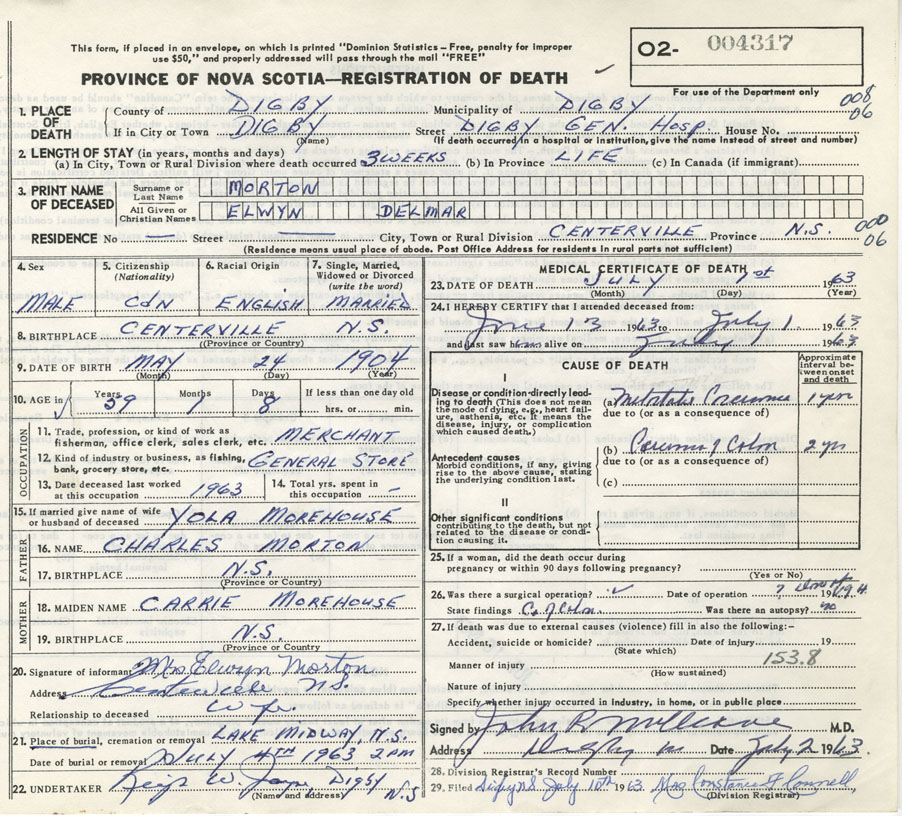 This form, if placed in an envelope, on which is printed "Dominion Statistics – Free, penalty for improper
use $50," and properly addressed will pass through the mail "FREE"
O2- 004317
PROVINCE OF NOVA SCOTIA—REGISTRATION OF DEATH
For use of the Department only
008
06
1. PLACE OF DEATH
County of DIGBY Municipality of DIGBY
If in City or Town DIGBY Street DIGBY GEN. HOSP. House No.
(Name) (If death occurred in a hospital or institution, give the name instead of street and number)
2. LENGTH OF STAY (in years, months and days)
(a) In City, Town or Rural Division where death occurred 3 WEEKS (b) In Province LIFE (c) In Canada (if immigrant)
3. PRINT NAME OF DECEASED
Surname or Last Name MORTON
All Given or Christian Names ELWYN DELMAR
000
06
RESIDENCE No — Street — City, Town or Rural Division CENTERVILLE Province N.S.
(Residence means usual place of abode. Post Office Address for residents in rural parts not sufficient)
4. Sex MALE
5. Citizenship (Nationality) CDN
6. Racial Origin ENGLISH
7. Single, Married, Widowed or Divorced (write the word) MARRIED
8. BIRTHPLACE CENTERVILLE N.S.
(Province or Country)
9. DATE OF BIRTH MAY 24 1904
(Month) (Day) (Year)
10. AGE in Years 59 Months 1 Days 8 If less than one day old hrs. or min.
OCCUPATION
11. Trade, profession, or kind of work as fisherman, office clerk, sales clerk, etc. MERCHANT
12. Kind of industry or business, as fishing, bank, grocery store, etc. GENERAL STORE
13. Date deceased last worked at this occupation 1963
14. Total yrs. spent in this occupation -
15. If married give name of wife or husband of deceased YOLA MOREHOUSE
FATHER
16. NAME CHARLES MORTON
17. BIRTHPLACE N.S.
(Province or Country)
MOTHER
18. MAIDEN NAME CARRIE MOREHOUSE
19. BIRTHPLACE N.S.
(Province or Country
20. Signature of informant Mrs Elwyn Morton
Address Centreville N.S.
Relationship to deceased Wife
21. Place of burial, cremation or removal LAKE MIDWAY, N.S.
Date of burial or removal JULY 4TH 1963 2 PM
22. UNDERTAKER W. DIGBY N.S
(Name and address)
MEDICAL CERTIFICATE OF DEATH
23. DATE OF DEATH JULY 1st 1963
(Month) (Day) (Year)
24. I HEREBY CERTIFY that I attended deceased from:
June 13 1963 to July 1 1963
and last saw h alive on July 1963
CAUSE OF DEATH
Approximate interval between onset and death
I
Disease or condition directly leading to death (This does not mean the mode of dying, e.g., heart failure, asthenia, etc. It means the disease, injury, or complication which caused death.)
(a) 1 yr
due to (or as a consequence of)
Antecedent causes
Morbid conditions, if any, giving rise to the above cause, stating the underlying condition last.
(b) of Colon 2 yr
due to (or as a consequence of)
(c)
II
Other significant conditions contributing to the death, but not related to the disease or condition causing it.
25. If a woman, did the death occur during pregnancy or within 90 days following pregnancy?
(Yes or No)
26. Was there a surgical operation? Date of operation 19
State findings Ca of Colon. Was there an autopsy? no
27. If death was due to external causes (violence) fill in also the following:–
Accident, suicide or homicide? Date of injury 19
(State which)
Manner of injury 153.8
(How sustained)
Nature of injury
Specify whether injury occurred in industry, in home, or in public place
Signed by John R M.D.
Address Digby Date July 2 1963.
28. Division Registrar's Record Number
29. Filed Digby NS July 10th 1963. Mrs Constance F Connell
(Division Registrar)